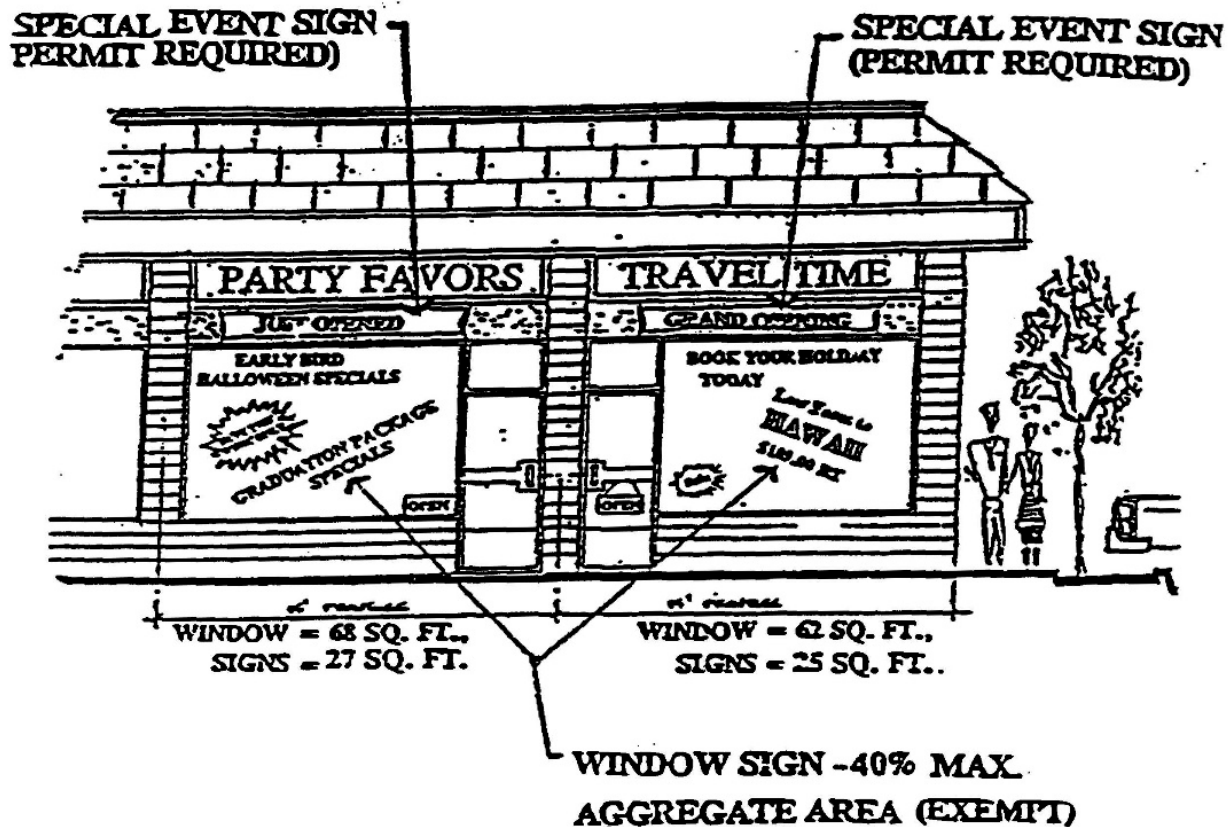 SPECIAL EVENT SIGN
PERMIT REQUIRED)
SPECIAL EVENT SIGN
(PERMIT REQUIRED)
PARTY FAVORS
TRAVEL TIME
JUST OPENED
GRAND OPENING
EARLY BIRD
HALLOWEEN SPECIALS
GRADUATION PACKAGE
SPECIALS
OPEN
BOOK YOUR HOLIDAY
TODAY
HAWAII
OPEN
WINDOW = 68 SQ. FT.,
SIGNS = 27 SQ. FT.
WINDOW = 62 SQ. FT.,
SIGNS = 25 SQ. FT..
WINDOW SIGN -40% MAX.
AGGREGATE AREA (EXEMPT)